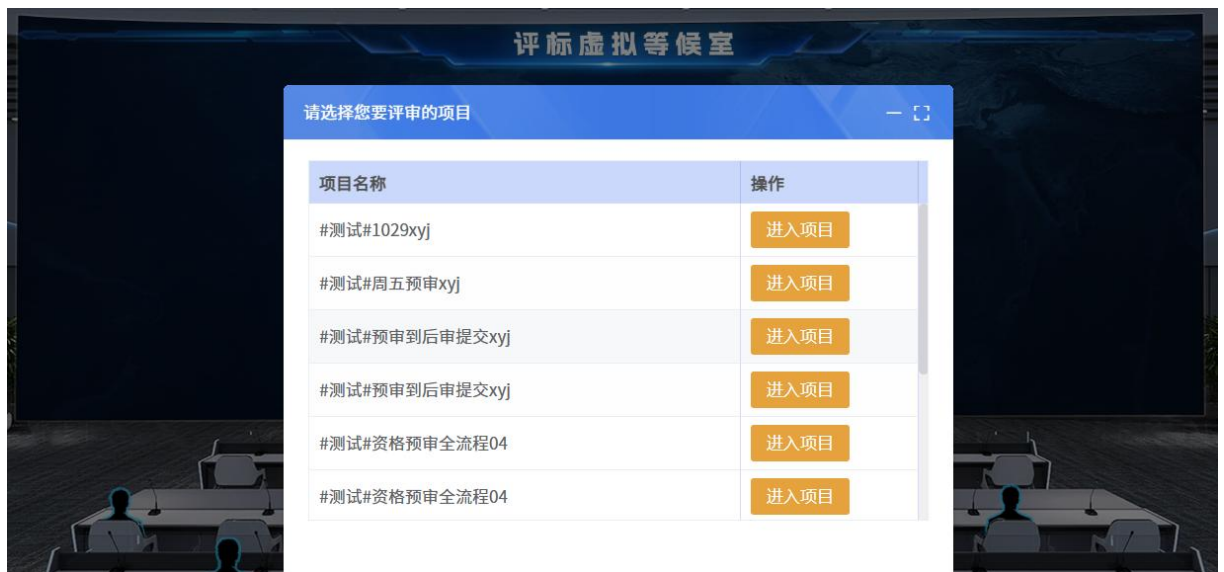 评标虚拟等候室
请选择您要评审的项目
项目名称 操作
#测试#1029xyj 进入项目
#测试#周五预审xyj 进入项目
#测试#预审到后审提交xyj 进入项目
#测试#预审到后审提交xyj 进入项目
#测试#资格预审全流程04 进入项目
#测试#资格预审全流程04 进入项目